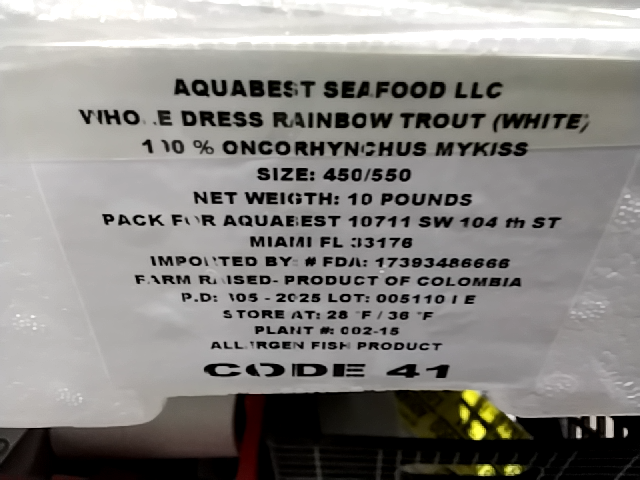 AQUABEST SEAFOOD LLC
WHOLE DRESS RAINBOW TROUT (WHITE)
100 % ONCORHYNCHUS MYKISS
SIZE: 450/550
NET WEIGTH: 10 POUNDS
PACK FOR AQUABEST 10711 SW 104 th ST
MIAMI FL 33176
IMPORTED BY: # FDA: 17393486666
FARM RAISED- PRODUCT OF COLOMBIA
P.D: - 2025 LOT:
STORE AT: 28 °F / 36 °F
PLANT #: 002-15
ALLERGEN FISH PRODUCT
CODE 41